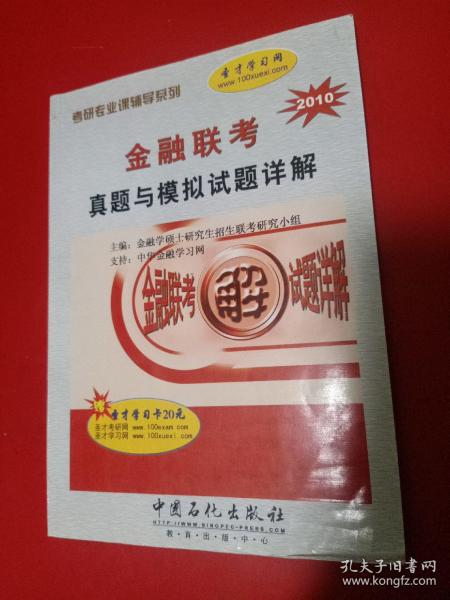 考研专业课辅导系列
圣才学习网
www.100xuexi.com
2010
金融联考
真题与模拟试题详解
主编：金融学硕士研究生招生联考研究小组
支持：中华金融学习网
金融联考
解
试题详解
赠
圣才学习卡20元
圣才考研网 www.100exam.com
圣才学习网 www.100xuexi.com
中国石化出版社
HTTP://WWW.SINOPEC-PRESS.COM
教·育·出·版·中·心
孔夫子旧书网
www.kongfz.com